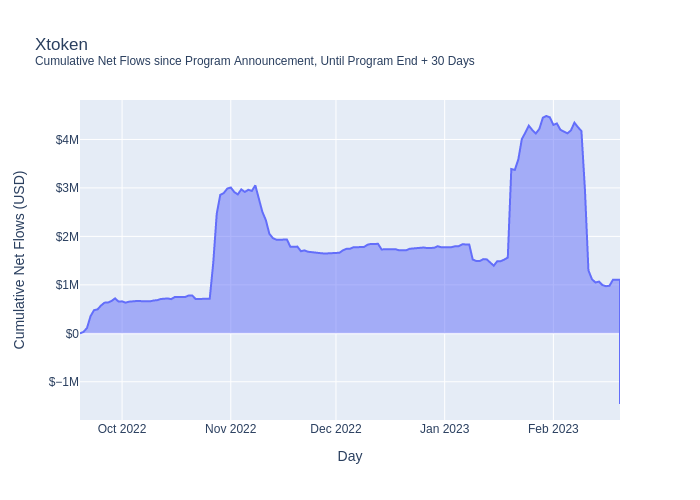 Xtoken
Cumulative Net Flows since Program Announcement, Until Program End + 30 Days
Cumulative Net Flows (USD)
$4M
$3M
$2M
$1M
$0
$−1M
Oct 2022
Nov 2022
Dec 2022
Jan 2023
Feb 2023
Day